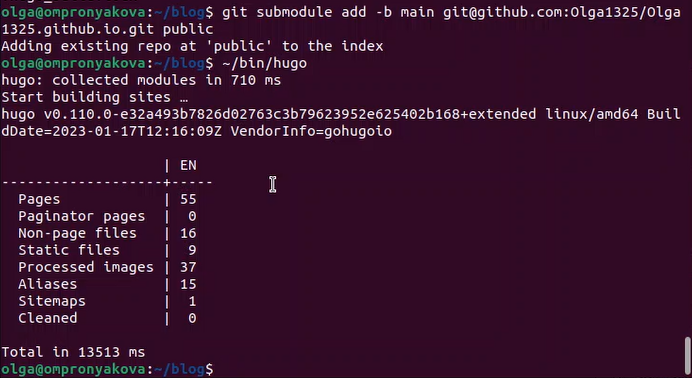 olga@ompronyakova:~/blog$ git submodule add -b main git@github.com:Olga1325/Olga
1325.github.io.git public
Adding existing repo at 'public' to the index
olga@ompronyakova:~/blog$ ~/bin/hugo
hugo: collected modules in 710 ms
Start building sites …
hugo v0.110.0-e32a493b7826d02763c3b79623952e625402b168+extended linux/amd64 Buil
dDate=2023-01-17T12:16:09Z VendorInfo=gohugoio
| EN
-------------------+-----
Pages | 55
Paginator pages | 0
Non-page files | 16
Static files | 9
Processed images | 37
Aliases | 15
Sitemaps | 1
Cleaned | 0
Total in 13513 ms
olga@ompronyakova:~/blog$